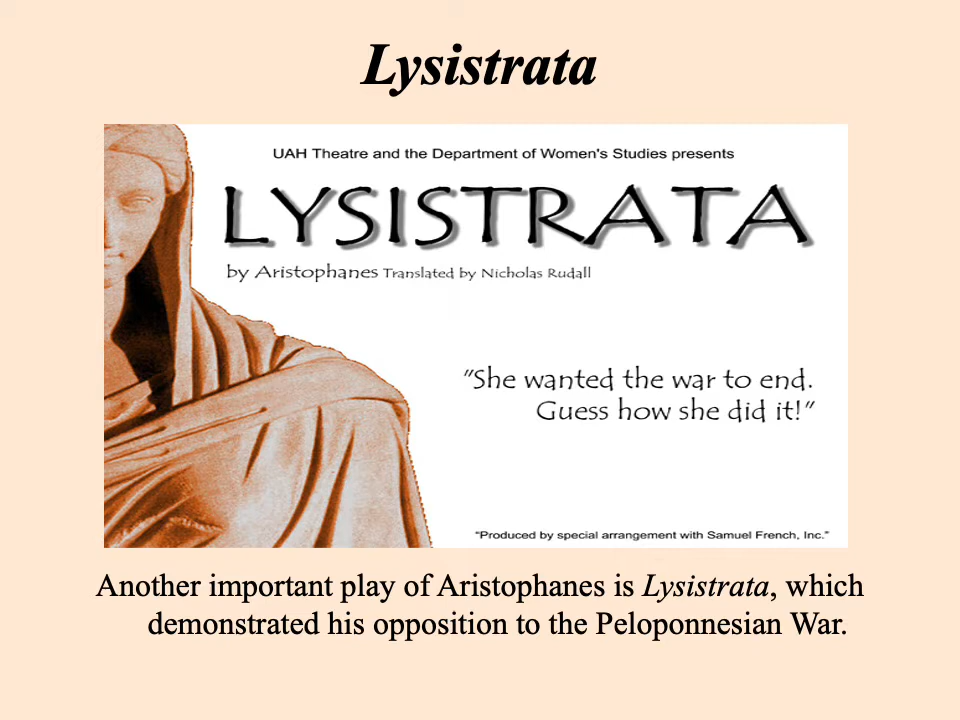 Lysistrata
UAH Theatre and the Department of Women's Studies presents
LYSISTRATA
by Aristophanes Translated by Nicholas Rudall
"She wanted the war to end.
Guess how she did it!"
"Produced by special arrangement with Samuel French, Inc."
Another important play of Aristophanes is Lysistrata, which
demonstrated his opposition to the Peloponnesian War.